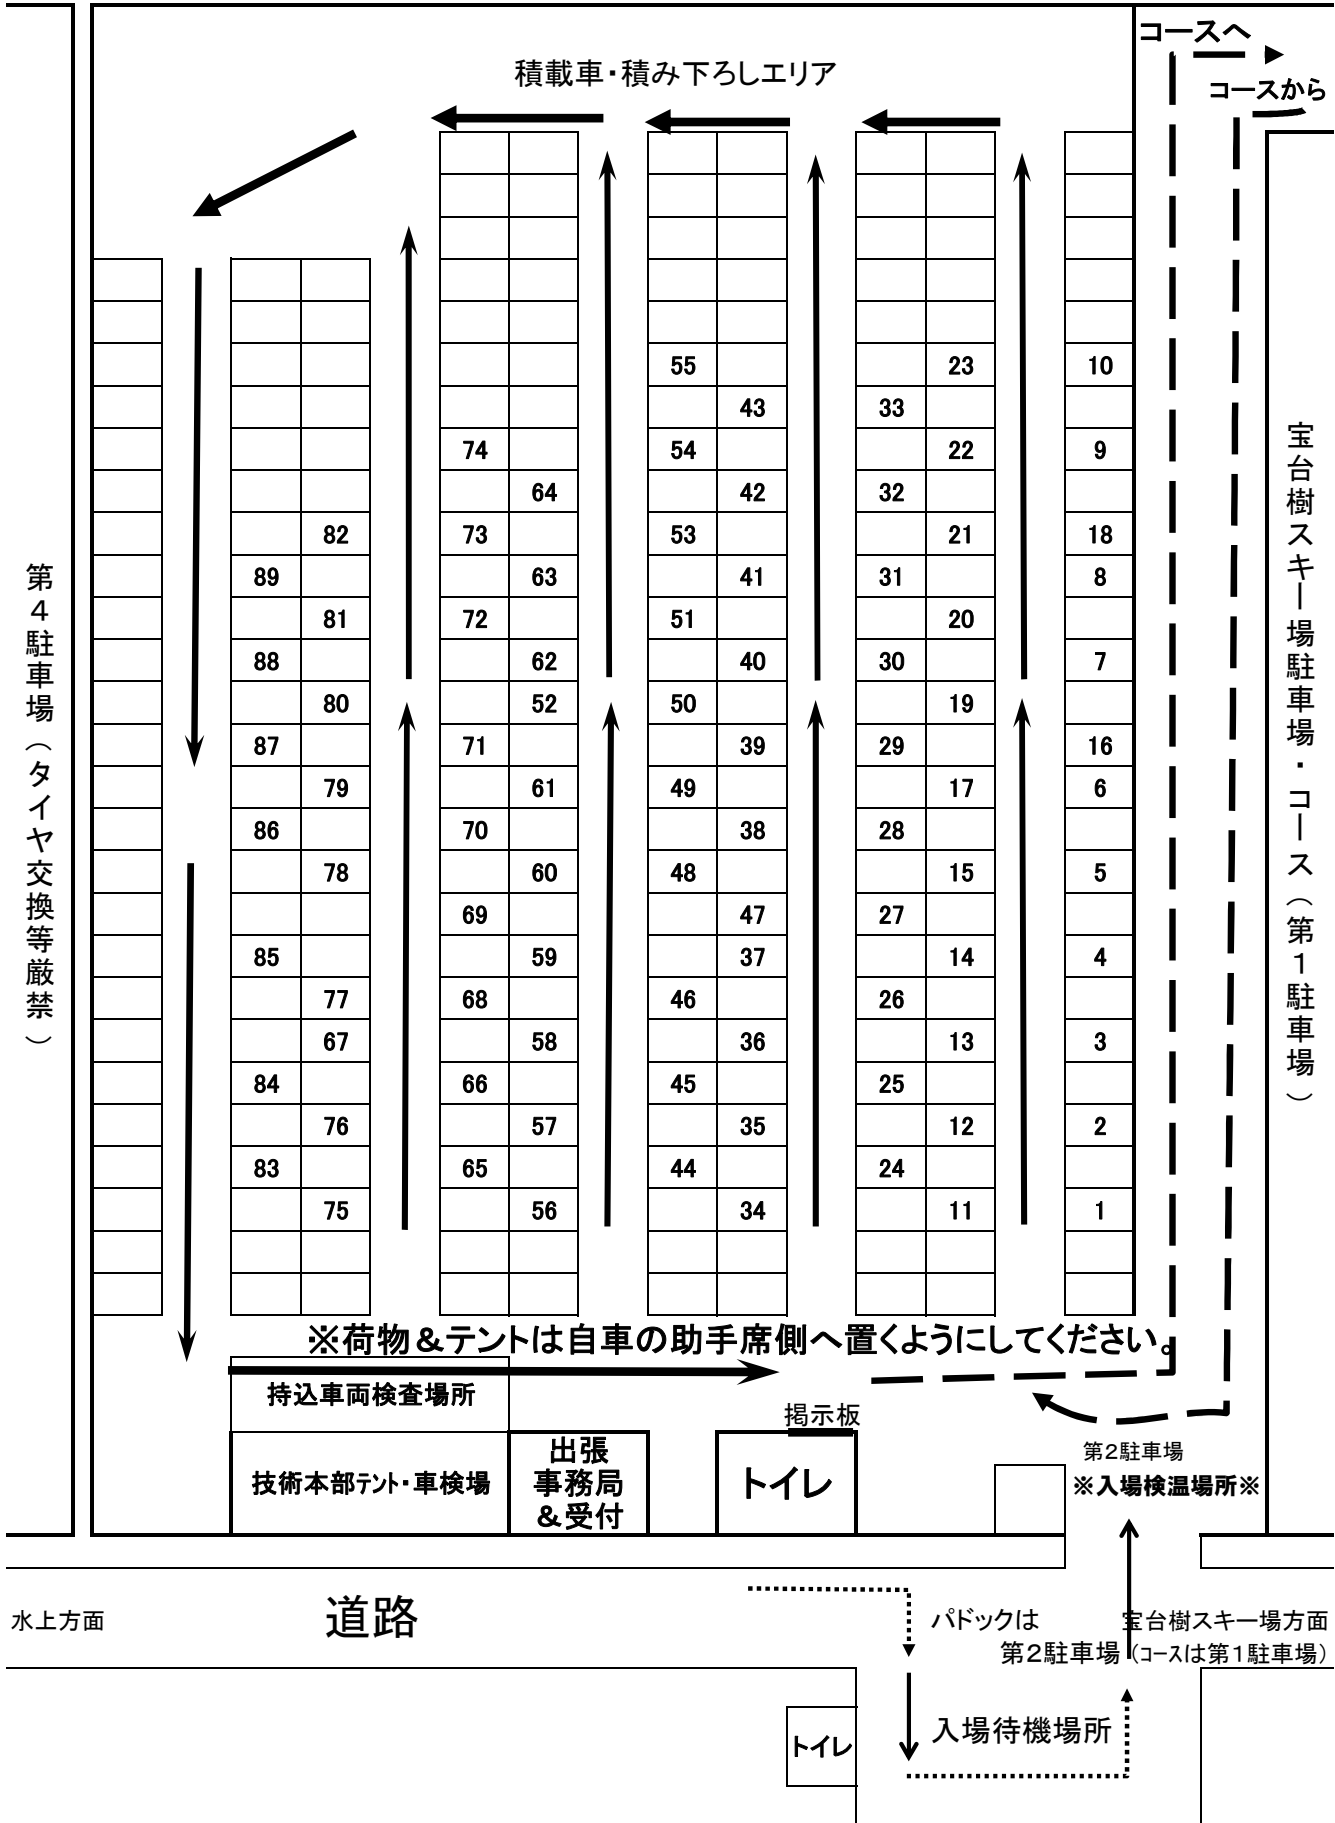 コースへ
積載車・積み下ろしエリア
コースから
55 23 10
43 33
74 54 22 9
64 42 32
82 73 53 21 18
89 63 41 31 8
81 72 51 20
88 62 40 30 7
80 52 50 19
87 71 39 29 16
79 61 49 17 6
86 70 38 28
78 60 48 15 5
69 47 27
85 59 37 14 4
77 68 46 26
67 58 36 13 3
84 66 45 25
76 57 35 12 2
83 65 44 24
75 56 34 11 1
第4駐車場(タイヤ交換等厳禁)
宝台樹スキー場駐車場・コース(第1駐車場)
※荷物&テントは自車の助手席側へ置くようにしてください。
持込車両検査場所
技術本部テント・車検場
出張
事務局
&受付
掲示板
トイレ
第2駐車場
※入場検温場所※
水上方面
道路
パドックは
第2駐車場
宝台樹スキー場方面
(コースは第1駐車場)
入場待機場所
トイレ